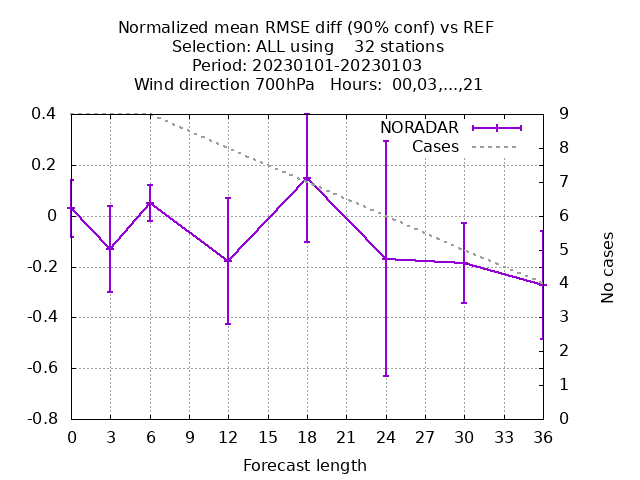 Normalized mean RMSE diff (90% conf) vs REF
Selection: ALL using    32 stations
Period: 20230101-20230103
Wind direction 700hPa   Hours:  00,03,...,21
NORADAR
Cases
0.4
0.2
0
-0.2
-0.4
-0.6
-0.8
9
8
7
6
5
4
3
2
1
0
No cases
0 3 6 9 12 15 18 21 24 27 30 33 36
Forecast length